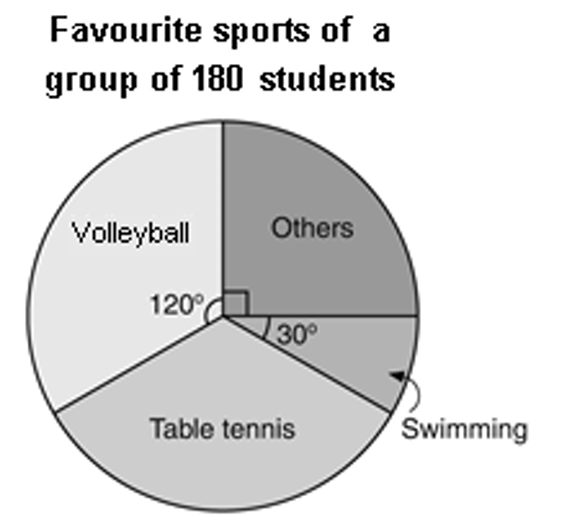 Favourite sports of a
group of 180 students
Others
Volleyball
120°
30°
Table tennis
Swimming